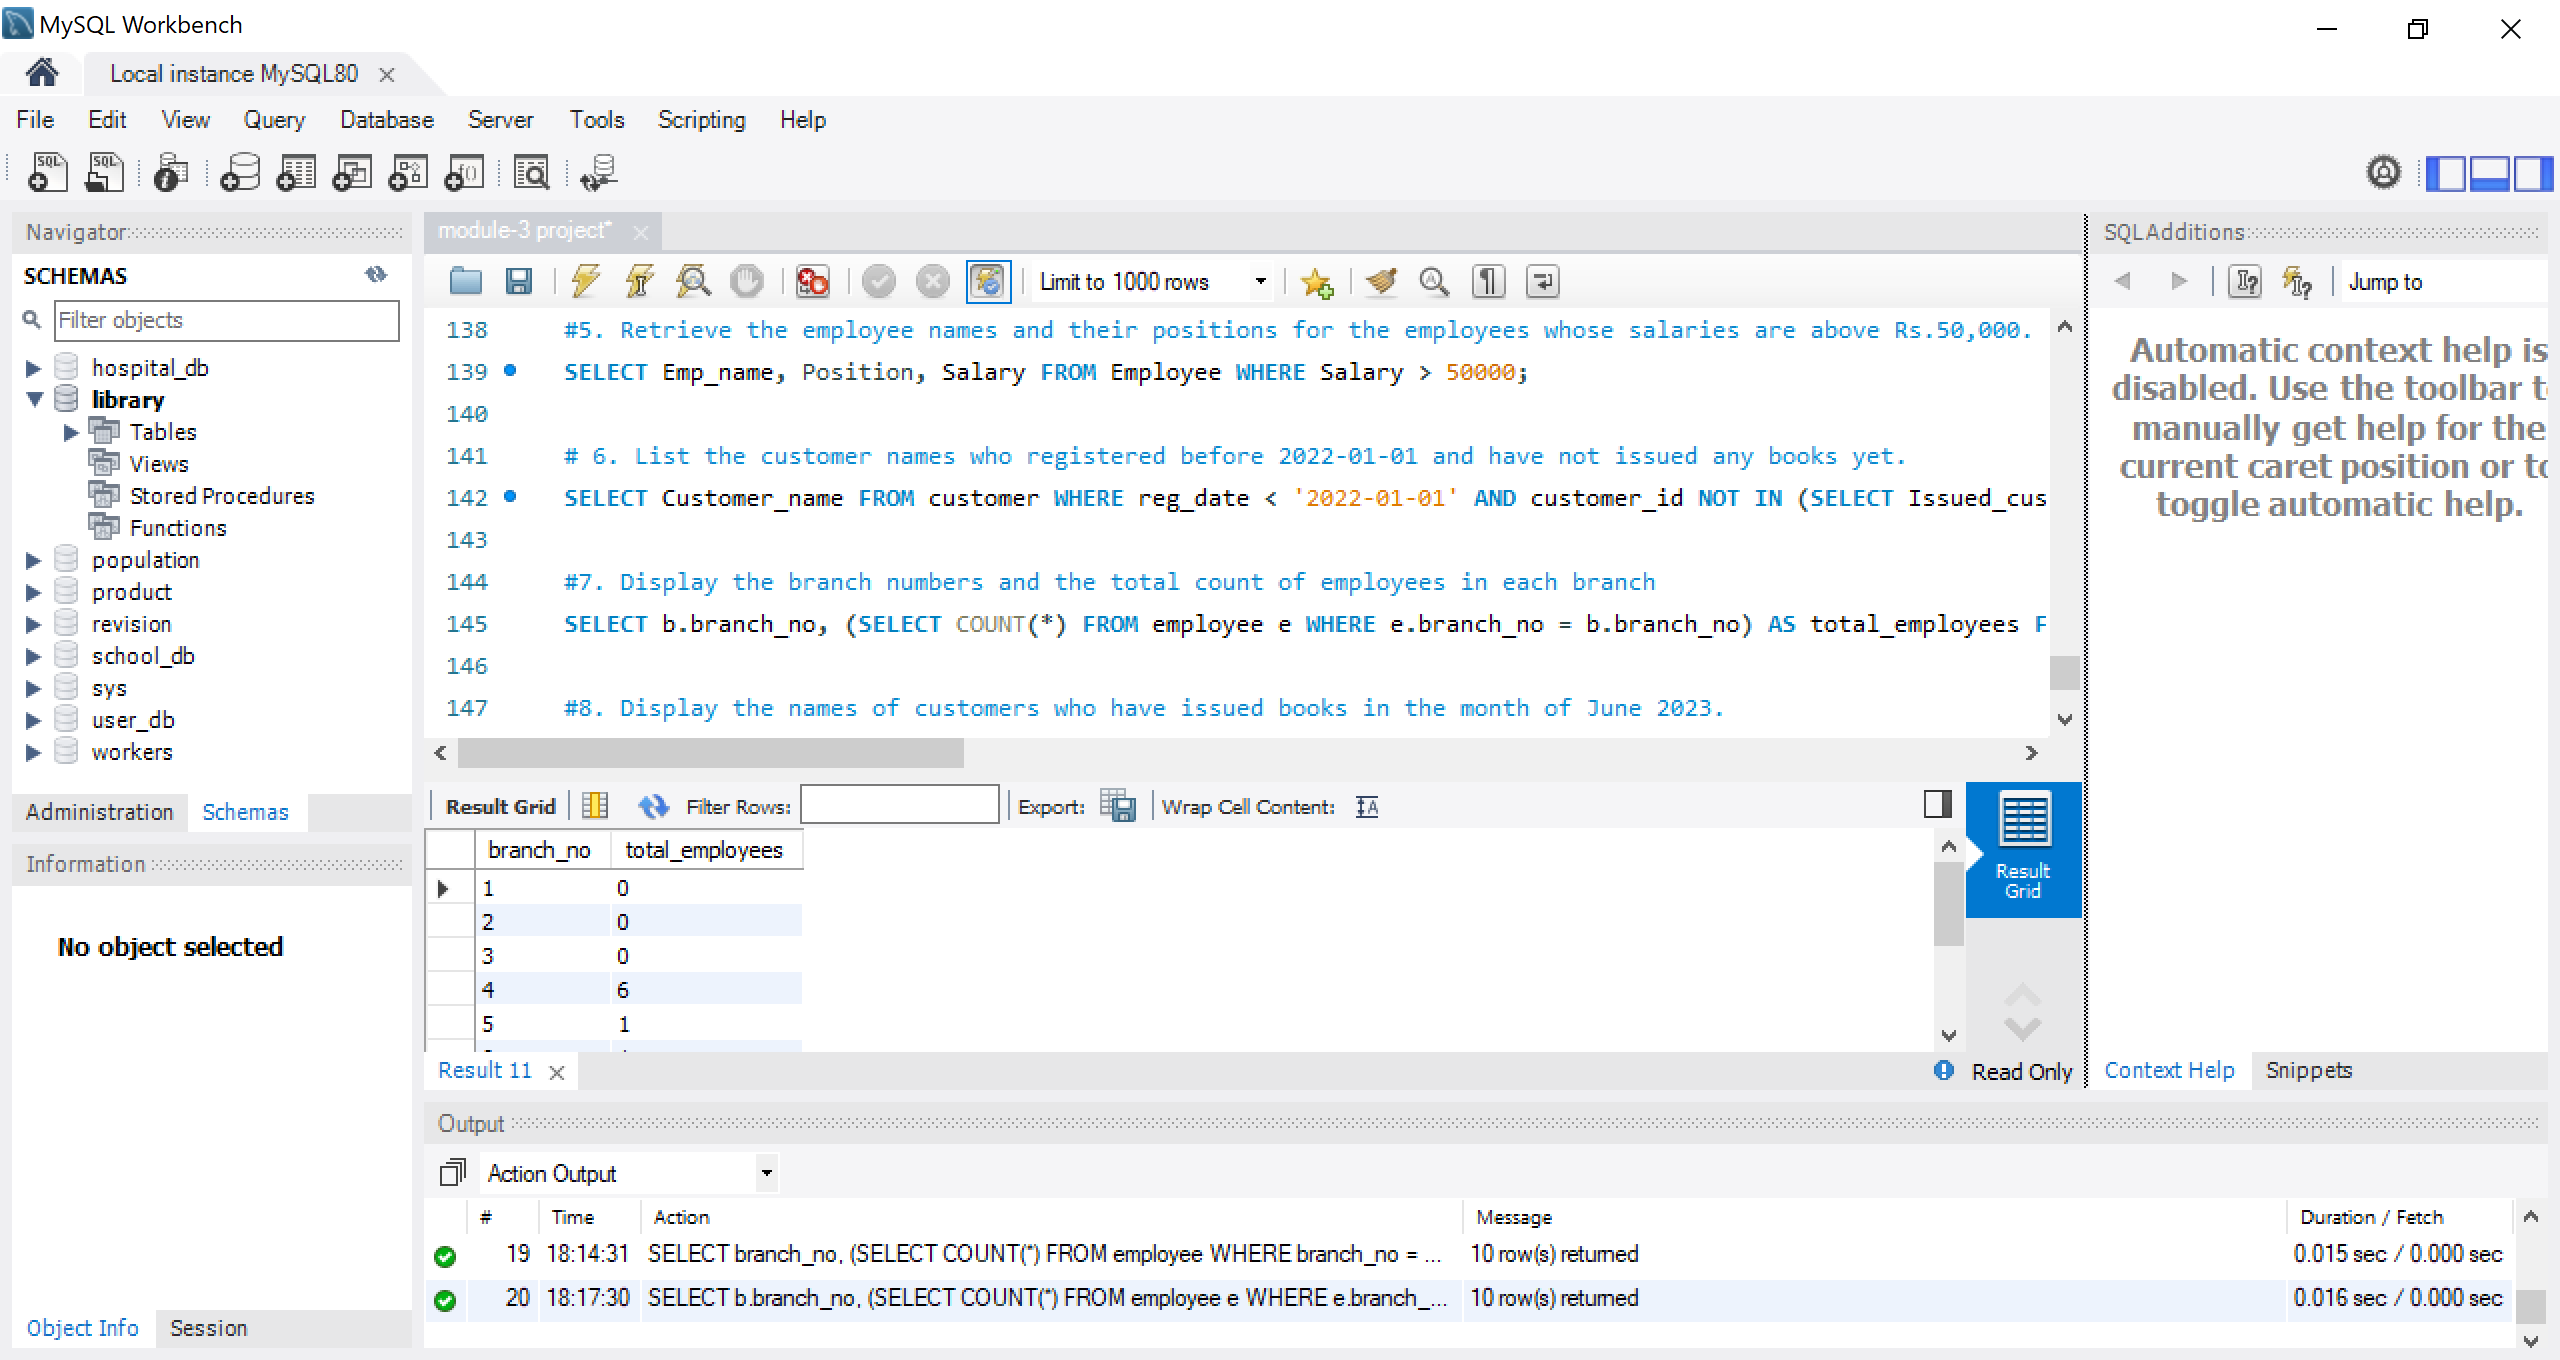 MySQL Workbench
Local instance MySQL80
File Edit View Query Database Server Tools Scripting Help
Navigator
SCHEMAS
Filter objects
hospital_db
library
Tables
Views
Stored Procedures
Functions
population
product
revision
school_db
sys
user_db
workers
Administration Schemas
Information
No object selected
Object Info Session
module-3 project*
Limit to 1000 rows
138 #5. Retrieve the employee names and their positions for the employees whose salaries are above Rs.50,000.
139 SELECT Emp_name, Position, Salary FROM Employee WHERE Salary > 50000;
140
141 # 6. List the customer names who registered before 2022-01-01 and have not issued any books yet.
142 SELECT Customer_name FROM customer WHERE reg_date < '2022-01-01' AND customer_id NOT IN (SELECT Issued_cus
143
144 #7. Display the branch numbers and the total count of employees in each branch
145 SELECT b.branch_no, (SELECT COUNT(*) FROM employee e WHERE e.branch_no = b.branch_no) AS total_employees F
146
147 #8. Display the names of customers who have issued books in the month of June 2023.
Result Grid Filter Rows: Export: Wrap Cell Content:
branch_no total_employees
1 0
2 0
3 0
4 6
5 1
Result
Grid
Result 11
Read Only
SQLAdditions
Jump to
Automatic context help is
disabled. Use the toolbar t
manually get help for the
current caret position or to
toggle automatic help.
Context Help Snippets
Output
Action Output
# Time Action Message Duration / Fetch
19 18:14:31 SELECT branch_no, (SELECT COUNT(*) FROM employee WHERE branch_no = ... 10 row(s) returned 0.015 sec / 0.000 sec
20 18:17:30 SELECT b.branch_no, (SELECT COUNT(*) FROM employee e WHERE e.branch_... 10 row(s) returned 0.016 sec / 0.000 sec